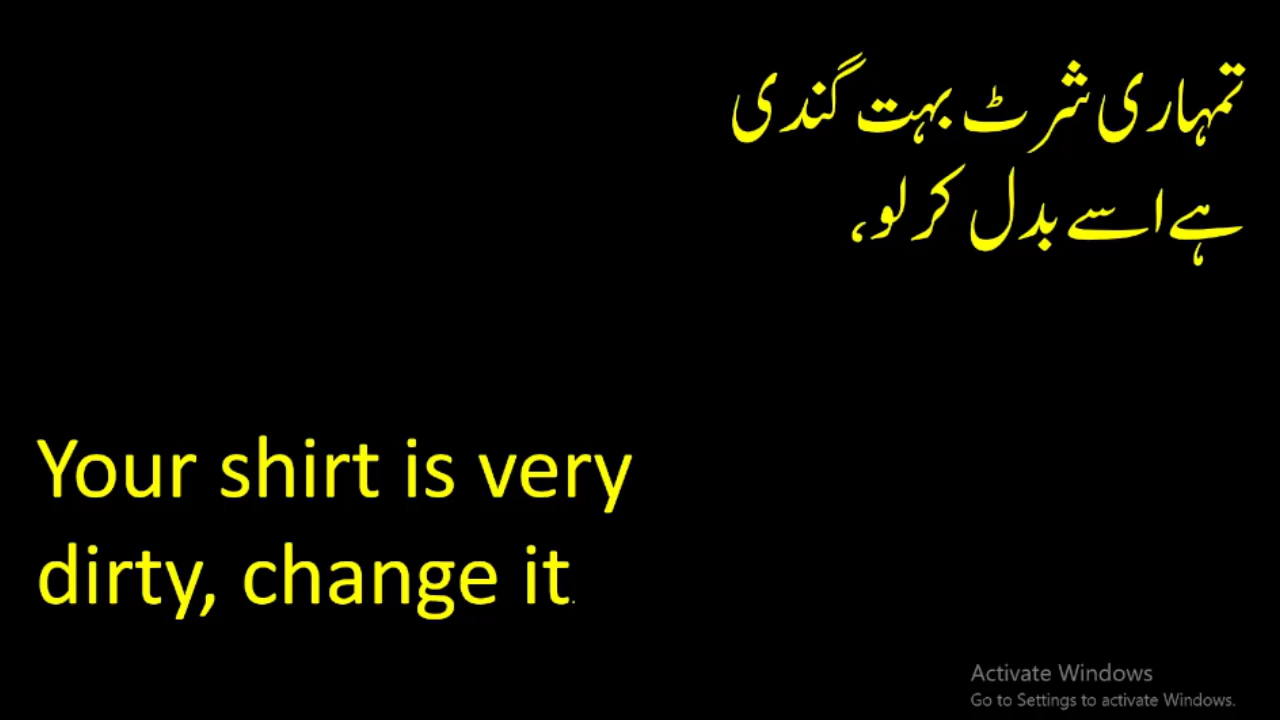 تمہاری شرٹ بہت گندی
ہے اسے بدل کر لو،
Your shirt is very
dirty, change it.
Activate Windows
Go to Settings to activate Windows.